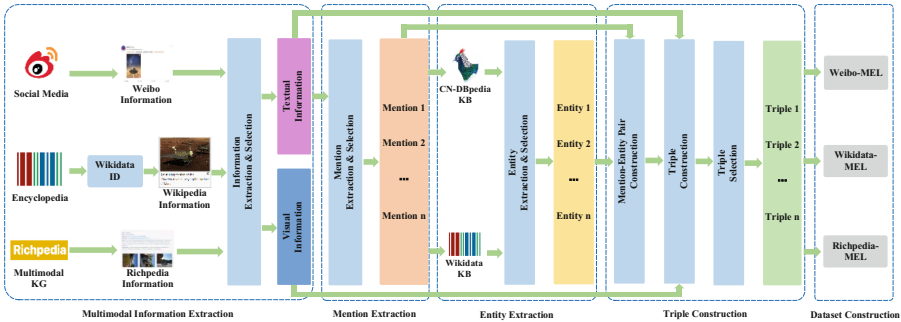 Social Media
Weibo
Information
Encyclopedia
Wikidata
ID
Wikipedia
Information
Richpedia
Multimodal
KG
Richpedia
Information
Information
Extraction & Selection
Textual
Information
Visual
Information
Multimodal Information Extraction
Mention
Extraction & Selection
Mention 1
Mention 2
...
Mention n
Mention Extraction
CN-DBpedia
KB
Wikidata
KB
Entity
Extraction & Selection
Entity 1
Entity 2
...
Entity n
Entity Extraction
Mention-Entity Pair
Construction
Triple
Construction
Triple
Selection
Triple 1
Triple 2
...
Triple n
Triple Construction
Weibo-MEL
Wikidata-
MEL
Richpedia-
MEL
Dataset Construction